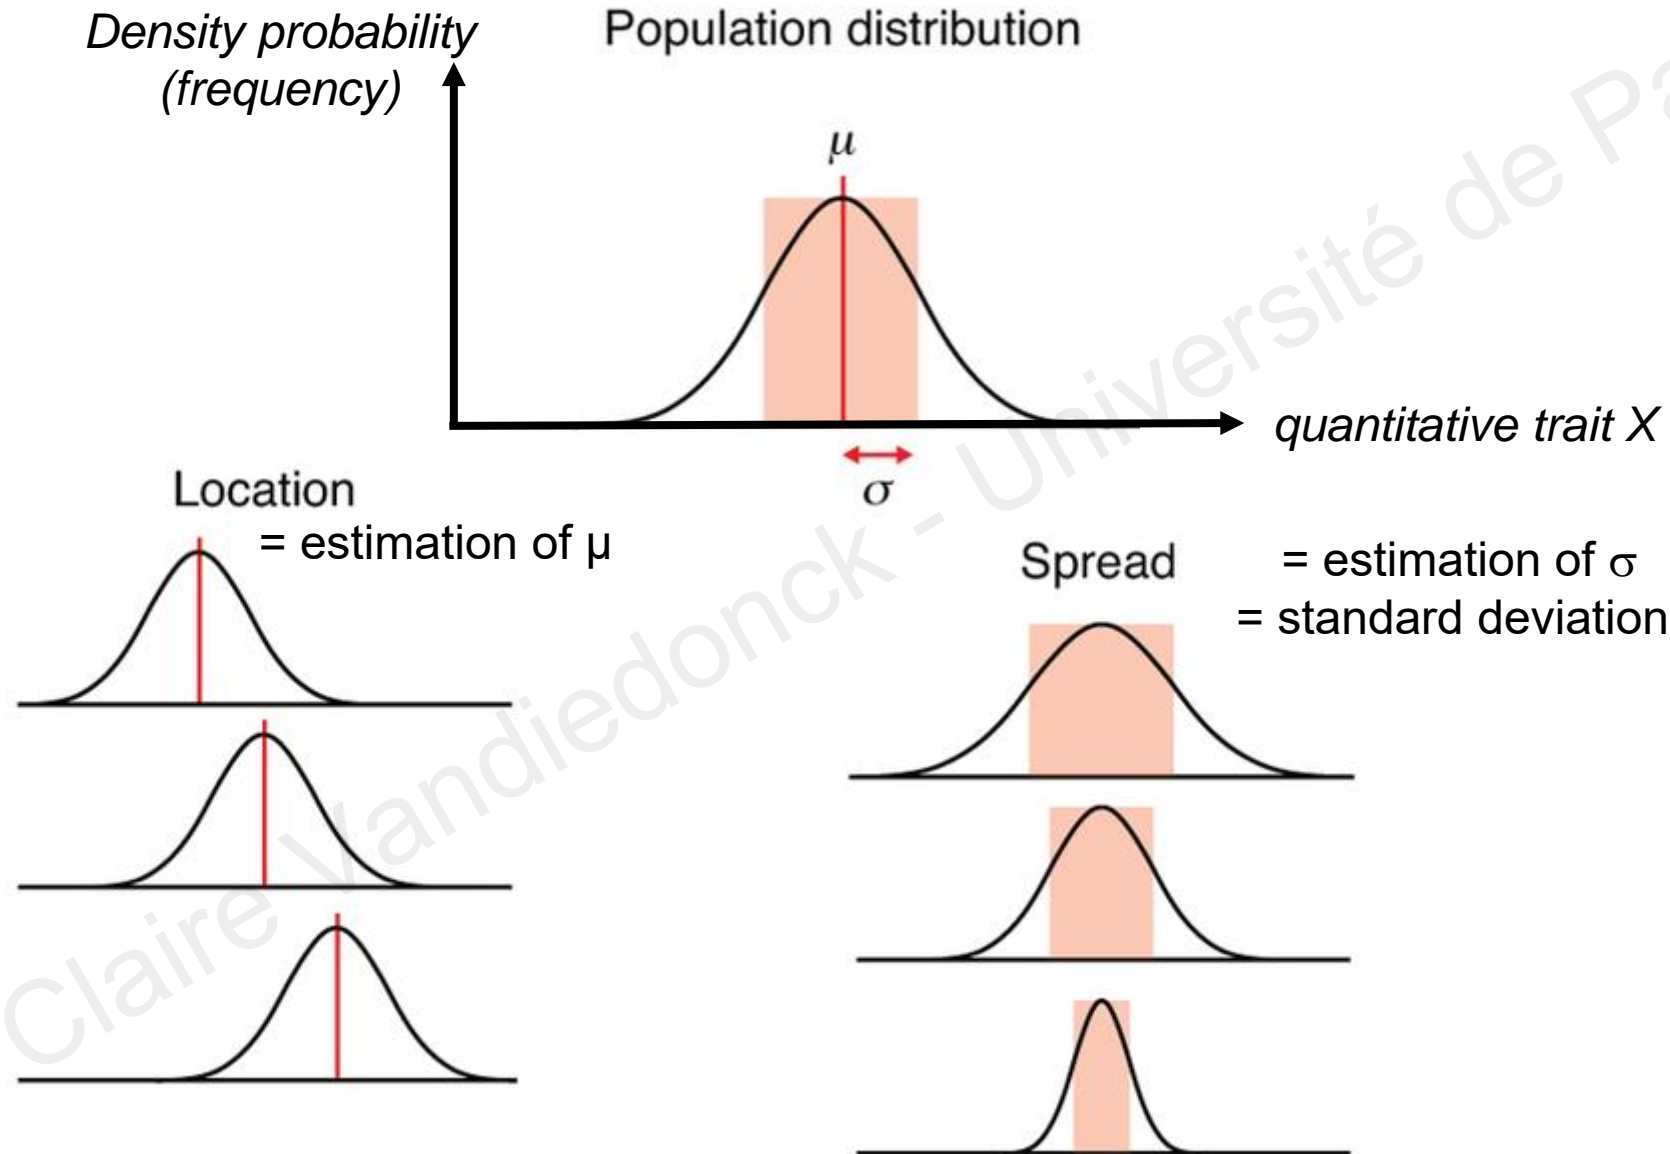 Density probability
(frequency)
Population distribution
μ
quantitative trait X
σ
Location
= estimation of μ
Spread
= estimation of σ
= standard deviation
Claire Vandiedonck - Université de Pa